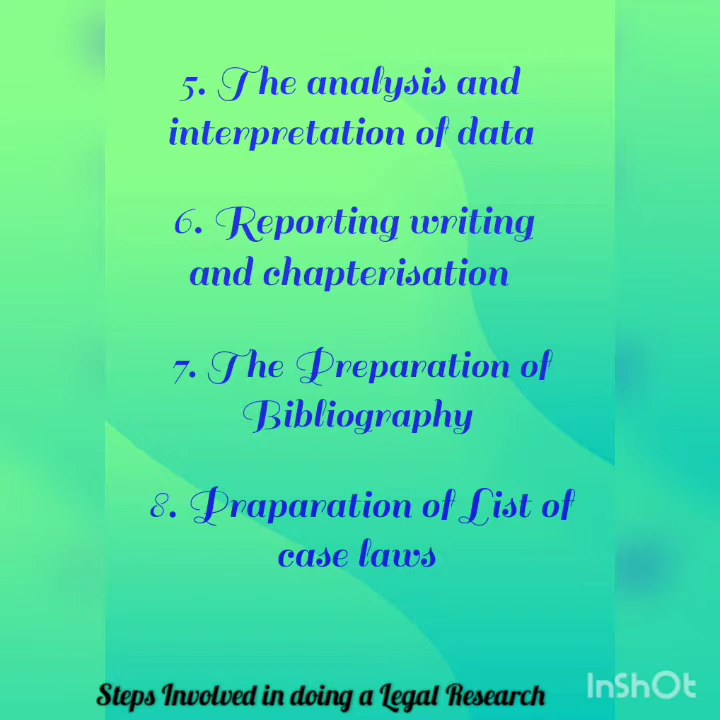 5. The analysis and
interpretation of data
6. Reporting writing
and chapterisation
7. The Preparation of
Bibliography
8. Praparation of List of
case laws
Steps Involved in doing a Legal Research
InShOt